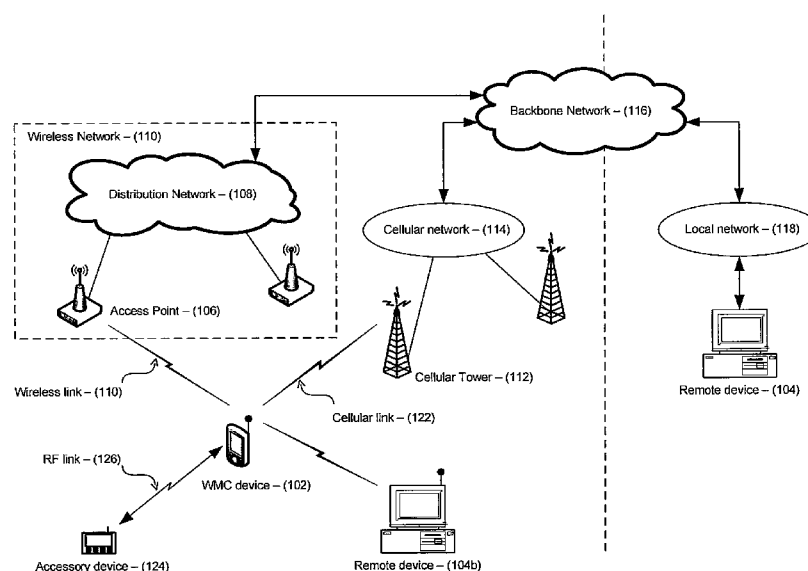 Backbone Network – (116)
Wireless Network – (110)
Distribution Network – (108)
Cellular network – (114)
Local network – (118)
Access Point – (106)
Cellular Tower – (112)
Remote device – (104)
Wireless link – (110)
Cellular link – (122)
RF link – (126)
WMC device – (102)
Accessory device – (124)
Remote device – (104b)